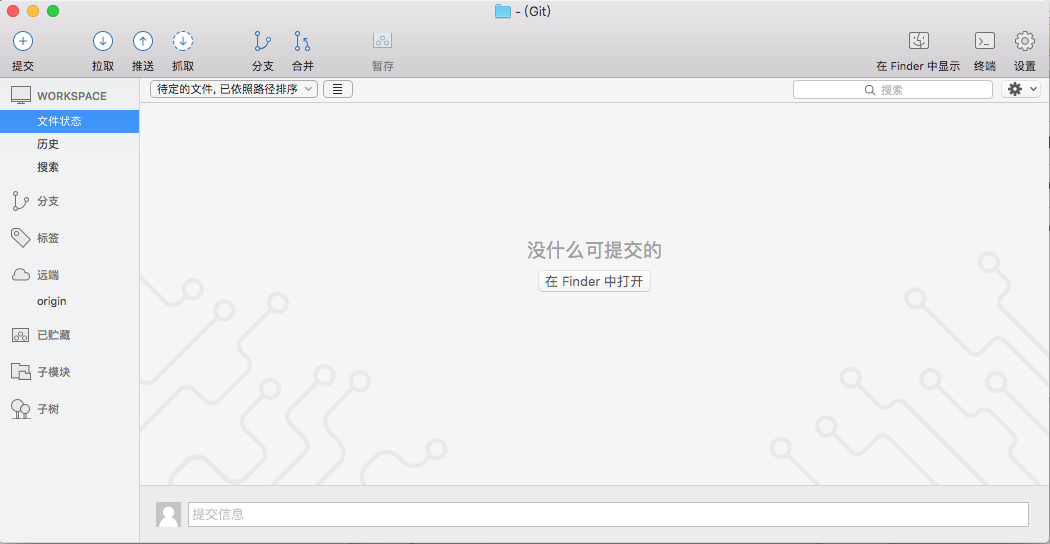 - (Git)
提交
拉取
推送
抓取
分支
合并
暂存
在 Finder 中显示
终端
设置
WORKSPACE
待定的文件, 已依照路径排序
搜索
文件状态
历史
搜索
分支
标签
远端
origin
已贮藏
子模块
子树
没什么可提交的
在 Finder 中打开
提交信息